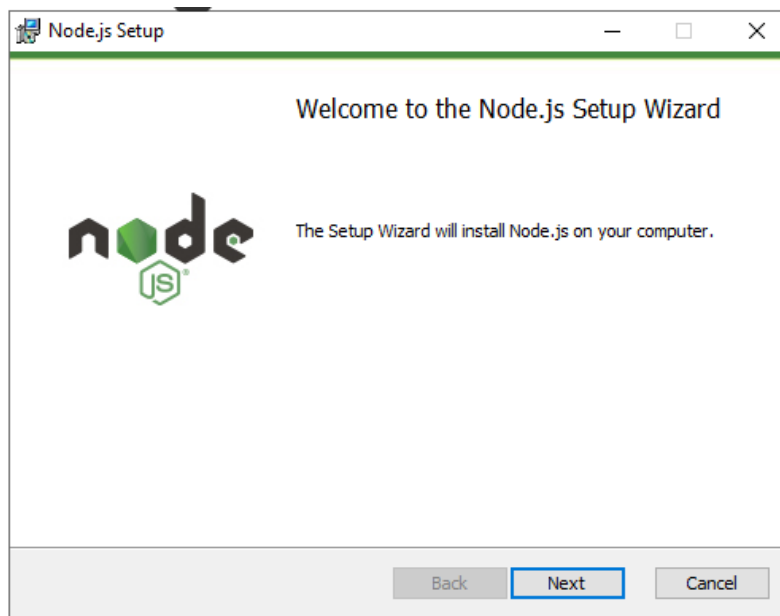 Node.js Setup
Welcome to the Node.js Setup Wizard
node
JS®
The Setup Wizard will install Node.js on your computer.
Back Next Cancel